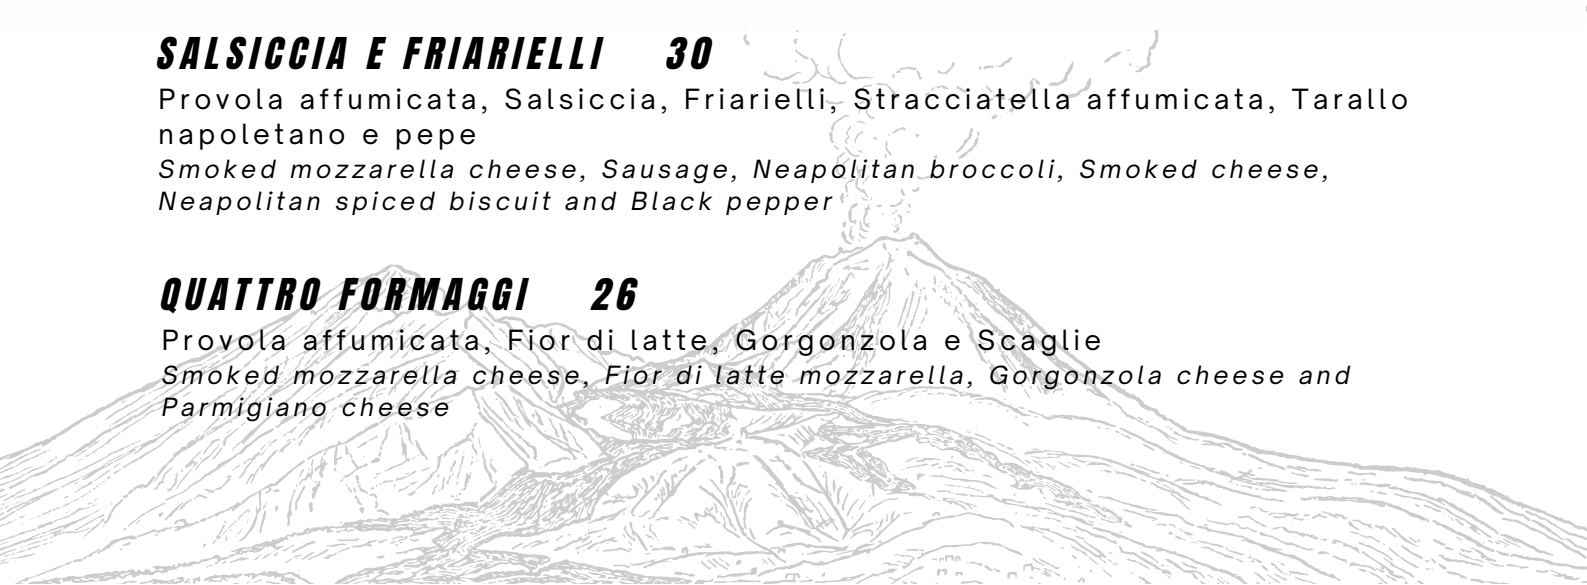 SALSICCIA E FRIARIELLI 30
Provola affumicata, Salsiccia, Friarielli, Stracciatella affumicata, Tarallo
napoletano e pepe
Smoked mozzarella cheese, Sausage, Neapolitan broccoli, Smoked cheese,
Neapolitan spiced biscuit and Black pepper
QUATTRO FORMAGGI 26
Provola affumicata, Fior di latte, Gorgonzola e Scaglie
Smoked mozzarella cheese, Fior di latte mozzarella, Gorgonzola cheese and
Parmigiano cheese